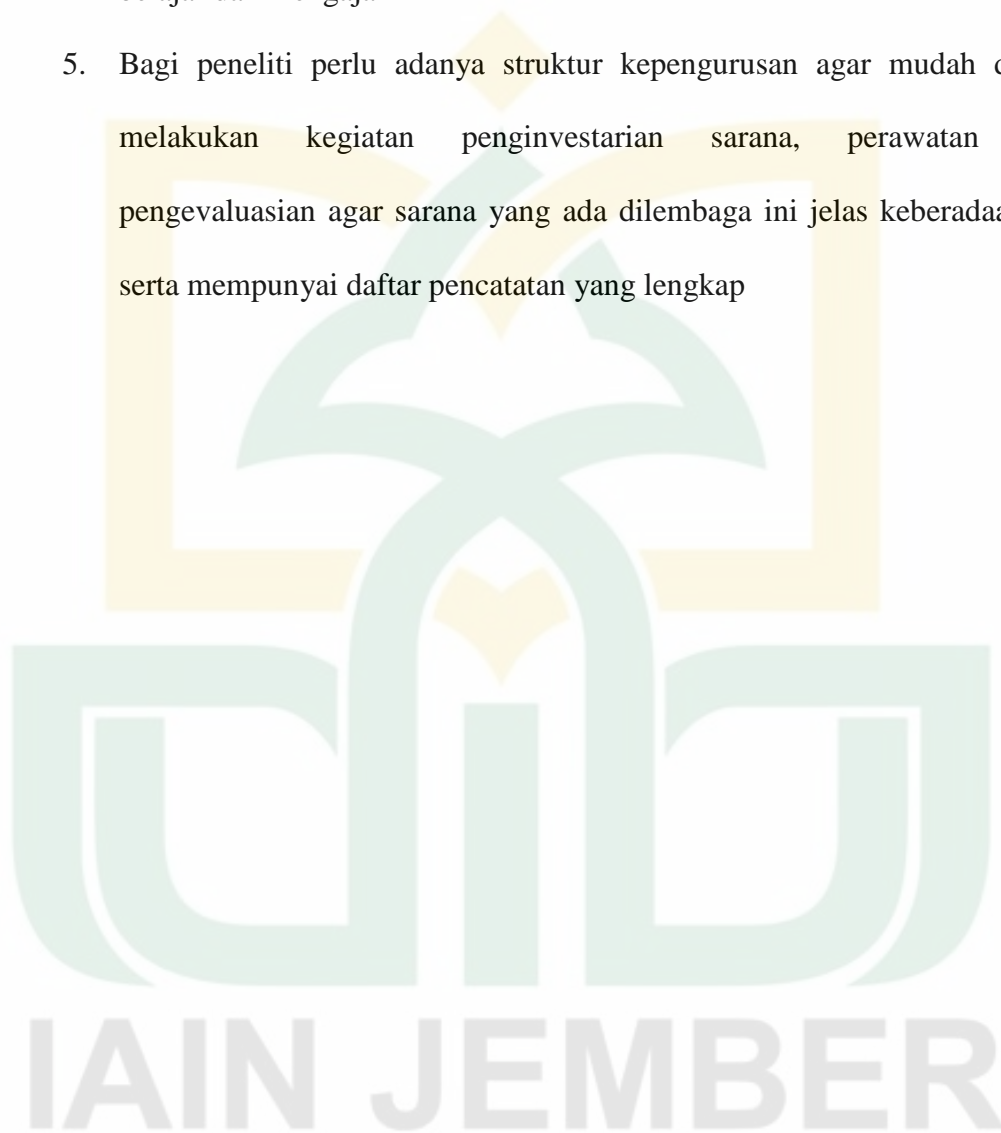 5. Bagi peneliti perlu adanya struktur kepengurusan agar mudah
melakukan kegiatan penginvestarian sarana, perawatan
pengevaluasian agar sarana yang ada dilembaga ini jelas
serta mempunyai daftar pencatatan yang lengkap
IAIN JEMBER